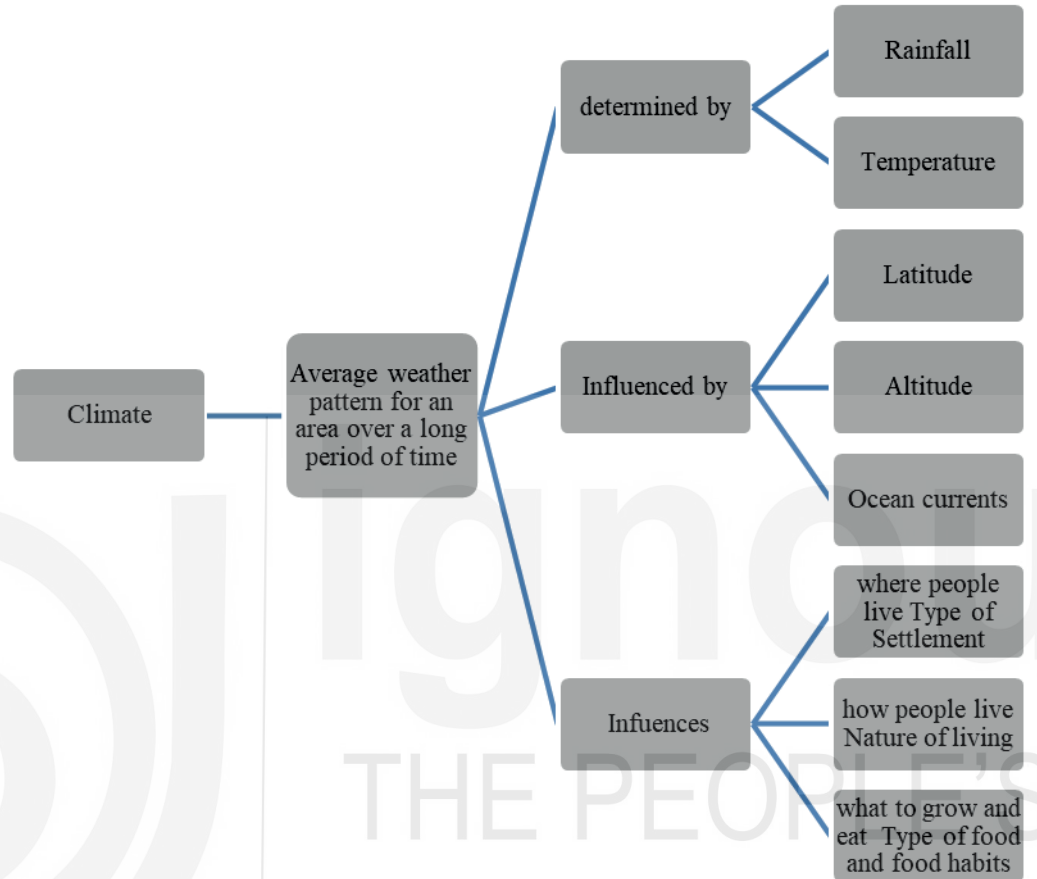 Climate
Average weather
pattern for an
area over a long
period of time
determined by
Rainfall
Temperature
Influenced by
Latitude
Altitude
Ocean currents
Infuences
where people
live Type of
Settlement
how people live
Nature of living
what to grow and
eat Type of food
and food habits
ignou
THE PEOPLE'S